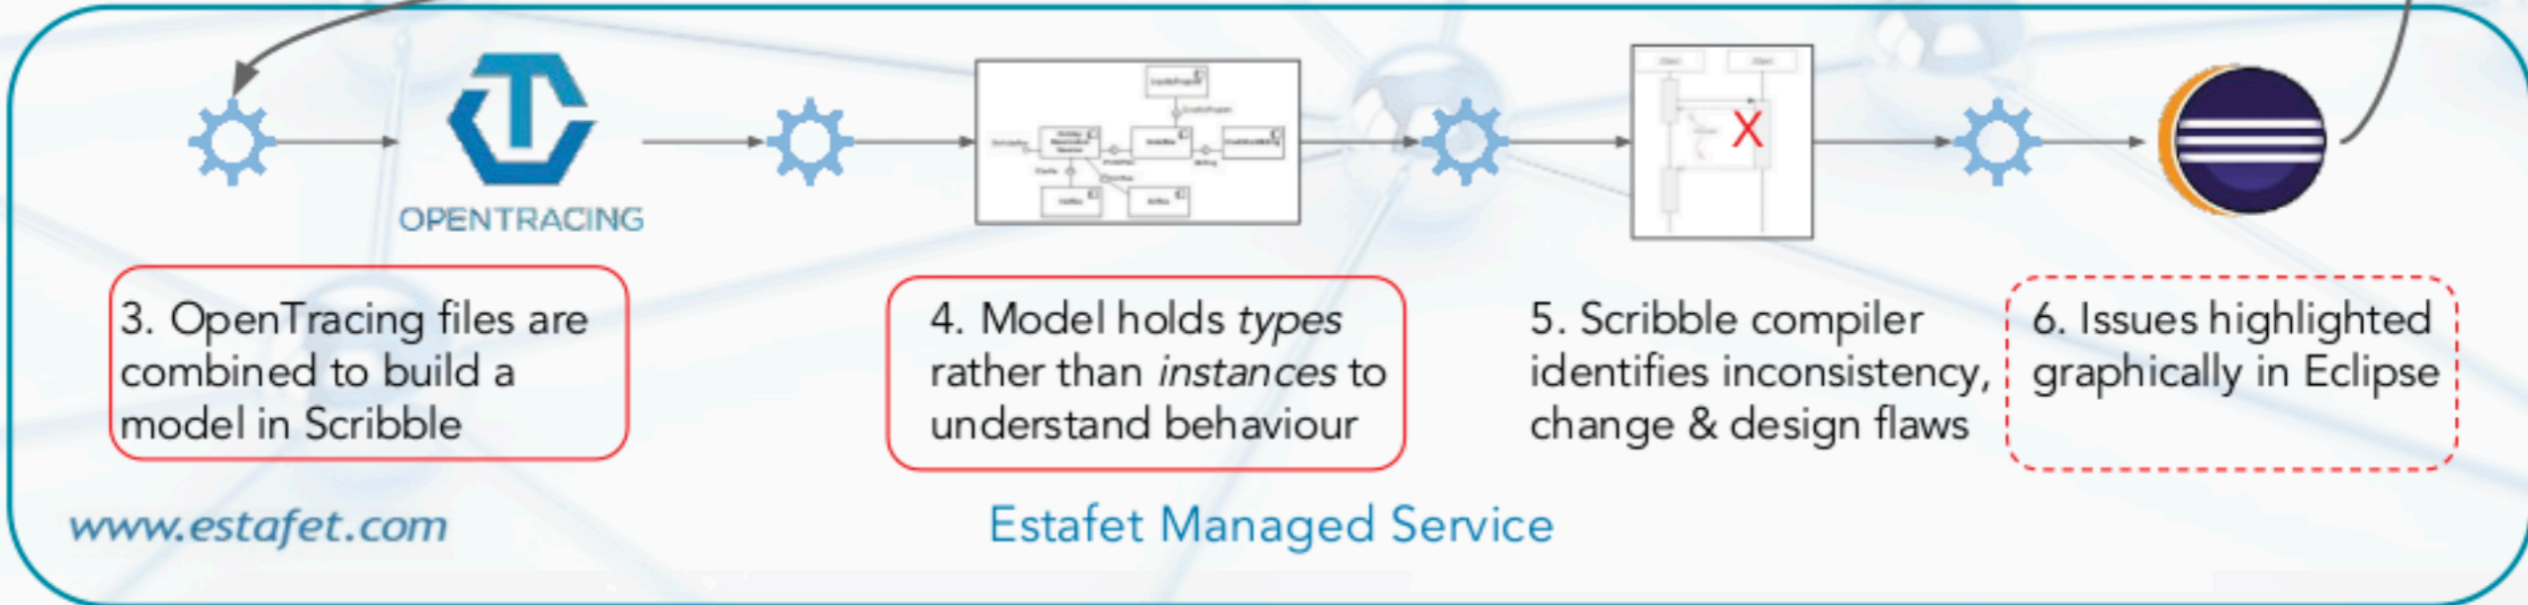 OPENTRACING
3. OpenTracing files are
combined to build a
model in Scribble
4. Model holds types
rather than instances to
understand behaviour
5. Scribble compiler
identifies inconsistency,
change & design flaws
6. Issues highlighted
graphically in Eclipse
www.estafet.com
Estafet Managed Service
X